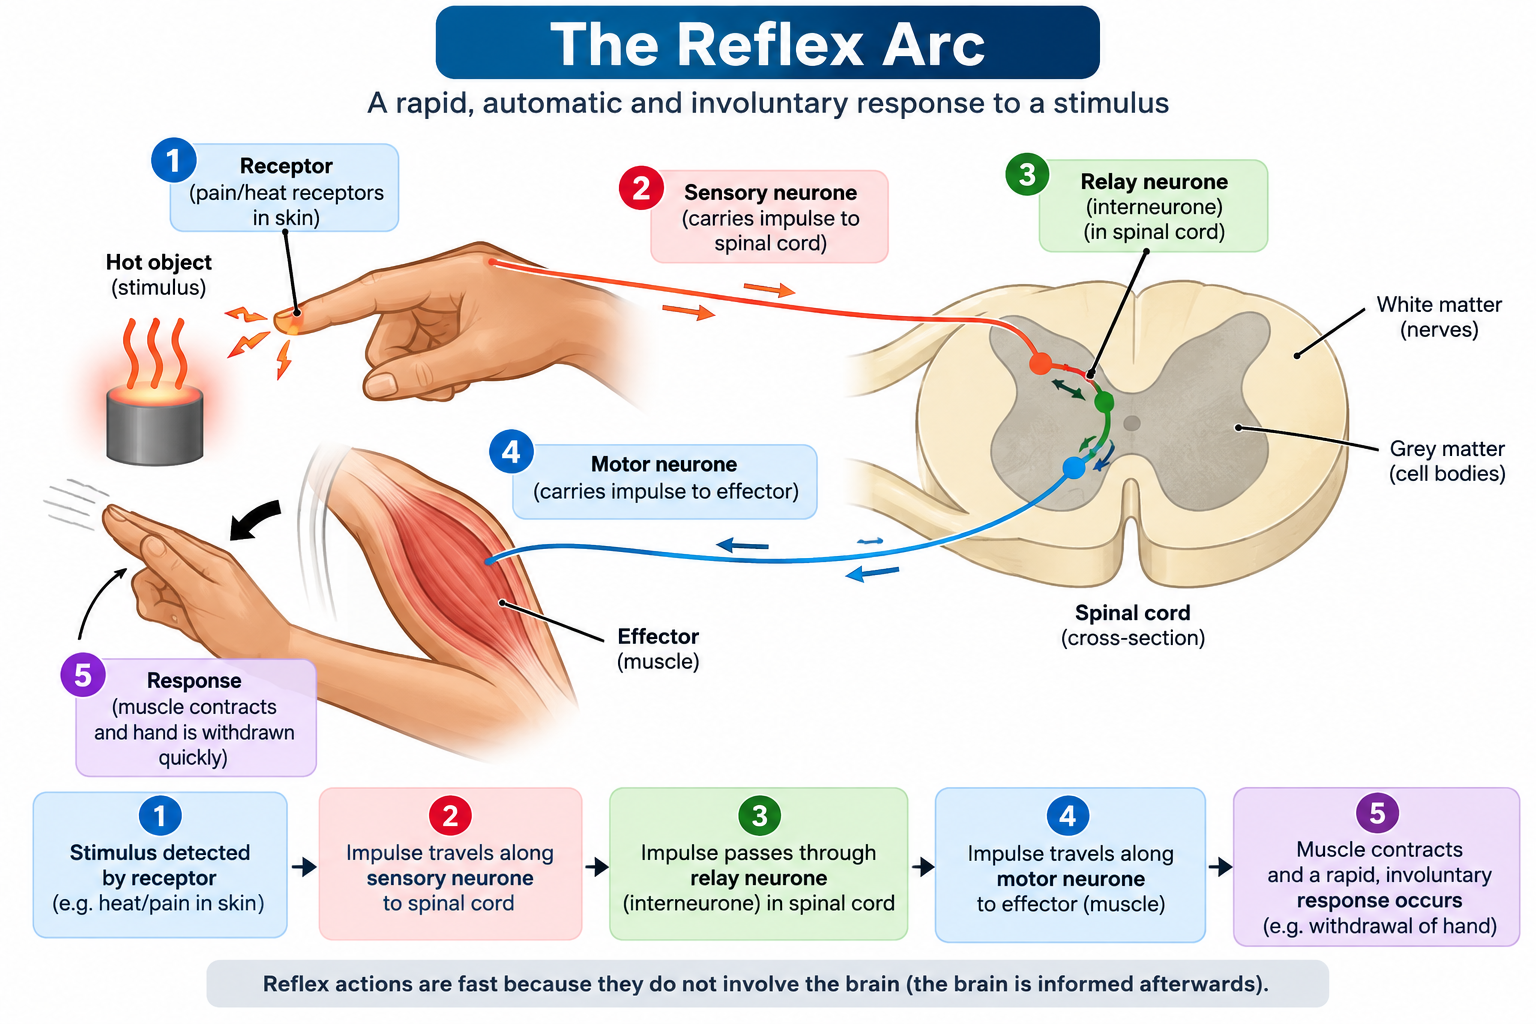 The Reflex Arc
A rapid, automatic and involuntary response to a stimulus
1
Receptor
(pain/heat receptors
in skin)
2
Sensory neurone
(carries impulse to
spinal cord)
3
Relay neurone
(interneurone)
(in spinal cord)
Hot object
(stimulus)
White matter
(nerves)
Grey matter
(cell bodies)
4
Motor neurone
(carries impulse to effector)
Spinal cord
(cross-section)
Effector
(muscle)
5
Response
(muscle contracts
and hand is withdrawn
quickly)
1
Stimulus detected
by receptor
(e.g. heat/pain in skin)
2
Impulse travels along
sensory neurone
to spinal cord
3
Impulse passes through
relay neurone
(interneurone) in spinal cord
4
Impulse travels along
motor neurone
to effector (muscle)
5
Muscle contracts
and a rapid, involuntary
response occurs
(e.g. withdrawal of hand)
Reflex actions are fast because they do not involve the brain (the brain is informed afterwards).